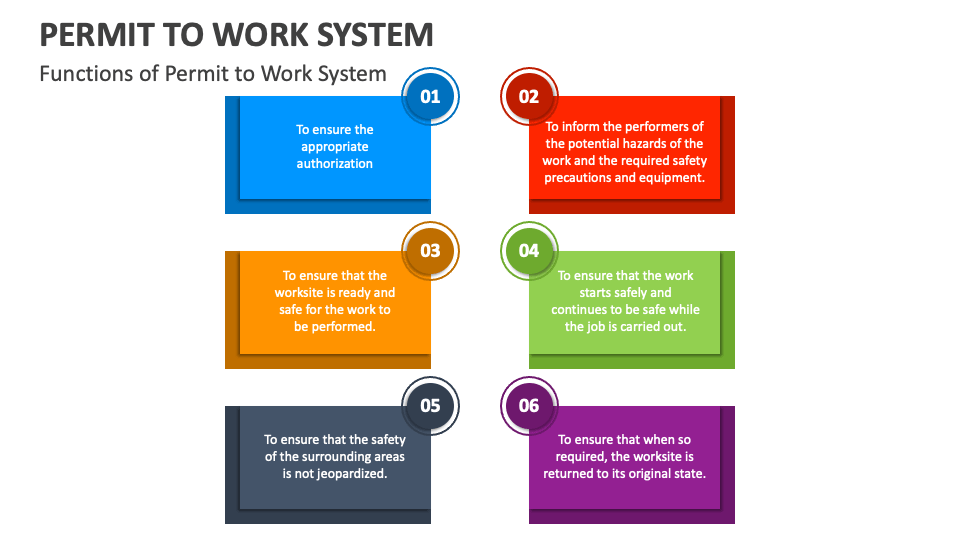 PERMIT TO WORK SYSTEM
Functions of Permit to Work System
01
To ensure the
appropriate
authorization
02
To inform the performers of
the potential hazards of the
work and the required safety
precautions and equipment.
03
To ensure that the
worksite is ready and
safe for the work to
be performed.
04
To ensure that the work
starts safely and
continues to be safe while
the job is carried out.
05
To ensure that the safety
of the surrounding areas
is not jeopardized.
06
To ensure that when so
required, the worksite is
returned to its original state.